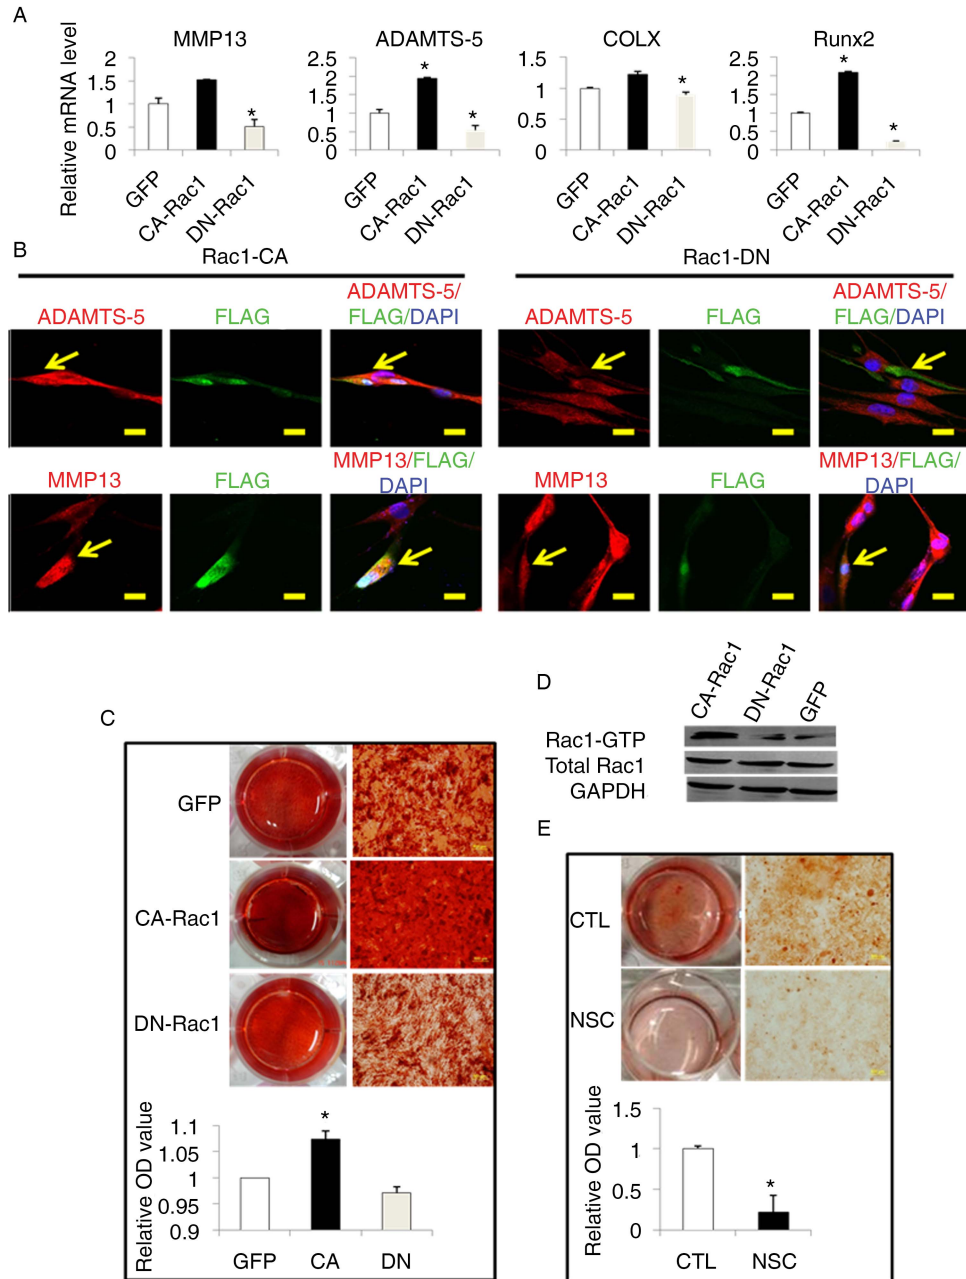 A
MMP13
ADAMTS-5
COLX
Runx2
Relative mRNA level
2
1.5
1
0.5
0
2.5
2
1.5
1
0.5
0
1.5
1
0.5
0
2.5
2
1.5
1
0.5
0
*
*
*
*
*
*
GFP
CA-Rac1
DN-Rac1
GFP
CA-Rac1
DN-Rac1
GFP
CA-Rac1
DN-Rac1
GFP
CA-Rac1
DN-Rac1
B
Rac1-CA
Rac1-DN
ADAMTS-5
FLAG
ADAMTS-5/
FLAG/DAPI
ADAMTS-5
FLAG
ADAMTS-5/
FLAG/DAPI
MMP13
FLAG
MMP13/FLAG/
DAPI
MMP13
FLAG
MMP13/FLAG/
DAPI
C
GFP
CA-Rac1
DN-Rac1
Relative OD value
1.1
1.05
1
0.95
0.9
*
GFP
CA
DN
D
CA-Rac1
DN-Rac1
GFP
Rac1-GTP
Total Rac1
GAPDH
E
CTL
NSC
Relative OD value
1.5
1
0.5
0
*
CTL
NSC